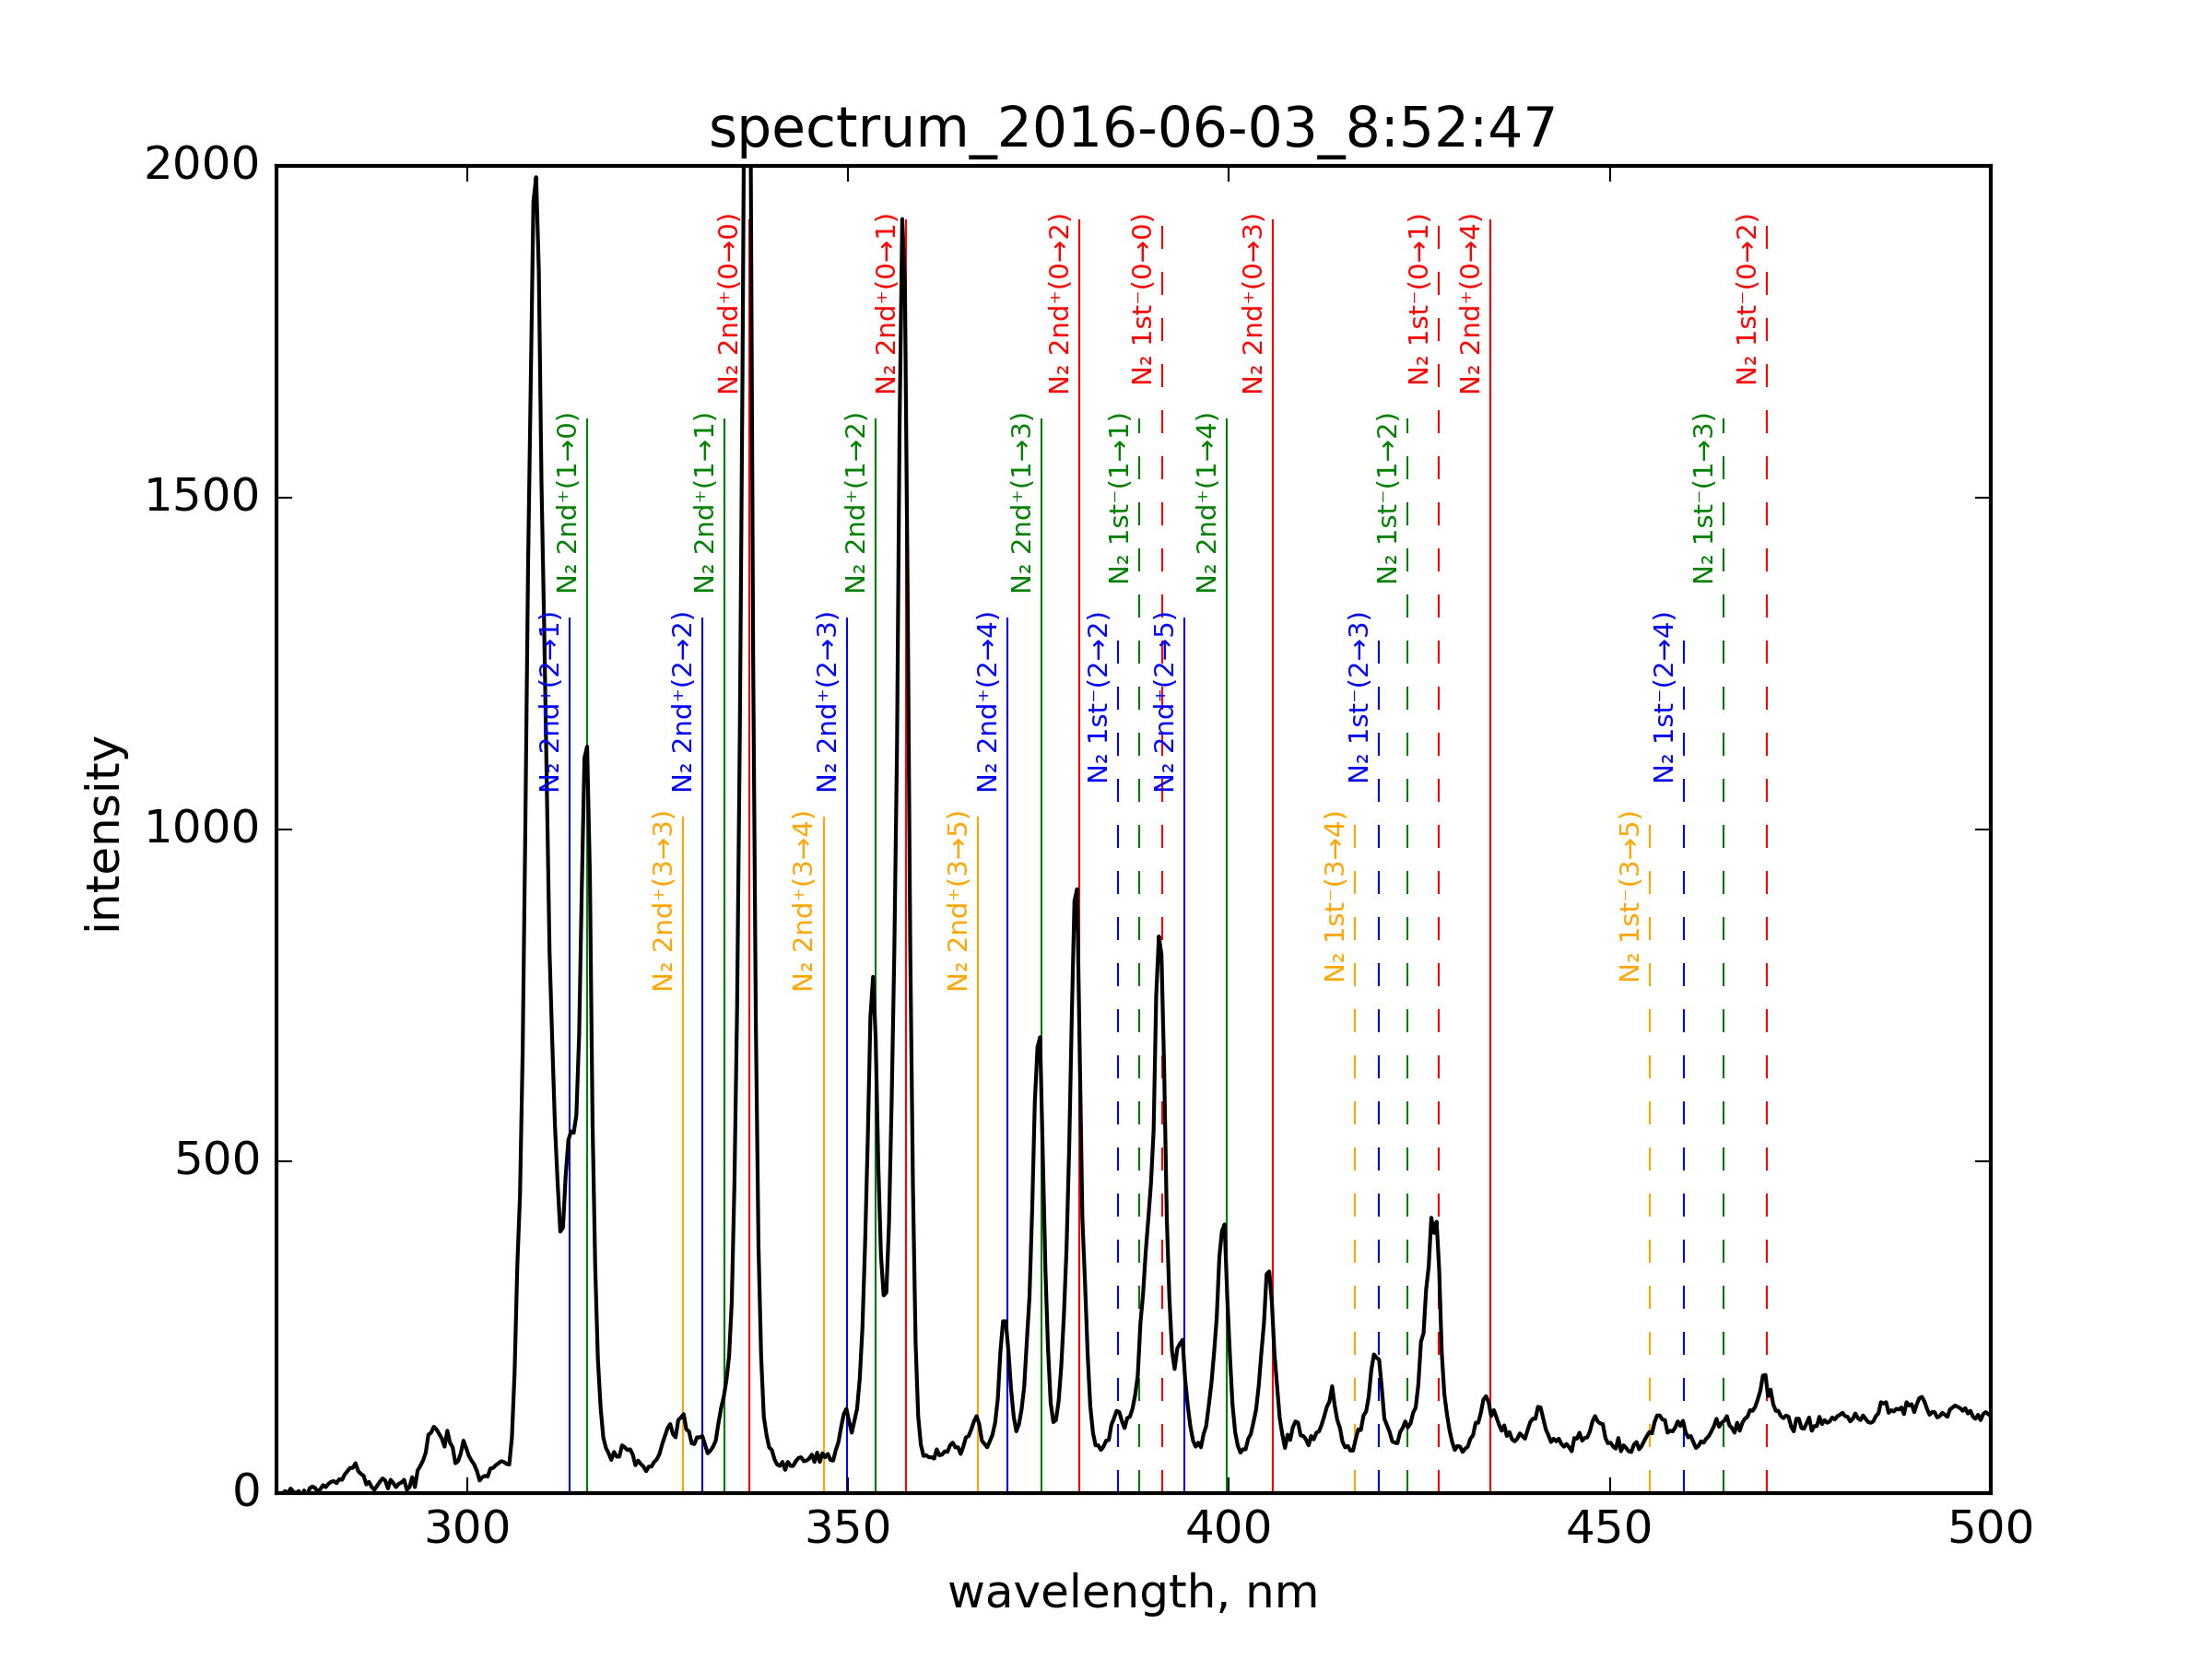 spectrum_2016-06-03_8:52:47
2000
1500
1000
500
0
intensity
N₂ 2nd⁺(0→0)
N₂ 2nd⁺(0→1)
N₂ 2nd⁺(0→2)
N₂ 1st⁻(0→0)
N₂ 2nd⁺(0→3)
N₂ 1st⁻(0→1)
N₂ 2nd⁺(0→4)
N₂ 1st⁻(0→2)
N₂ 2nd⁺(1→0)
N₂ 2nd⁺(1→1)
N₂ 2nd⁺(1→2)
N₂ 2nd⁺(1→3)
N₂ 1st⁻(1→1)
N₂ 2nd⁺(1→4)
N₂ 1st⁻(1→2)
N₂ 1st⁻(1→3)
N₂ 2nd⁺(2→1)
N₂ 2nd⁺(2→2)
N₂ 2nd⁺(2→3)
N₂ 2nd⁺(2→4)
N₂ 1st⁻(2→2)
N₂ 2nd⁺(2→5)
N₂ 1st⁻(2→3)
N₂ 1st⁻(2→4)
N₂ 2nd⁺(3→3)
N₂ 2nd⁺(3→4)
N₂ 2nd⁺(3→5)
N₂ 1st⁻(3→4)
N₂ 1st⁻(3→5)
300 350 400 450 500
wavelength, nm